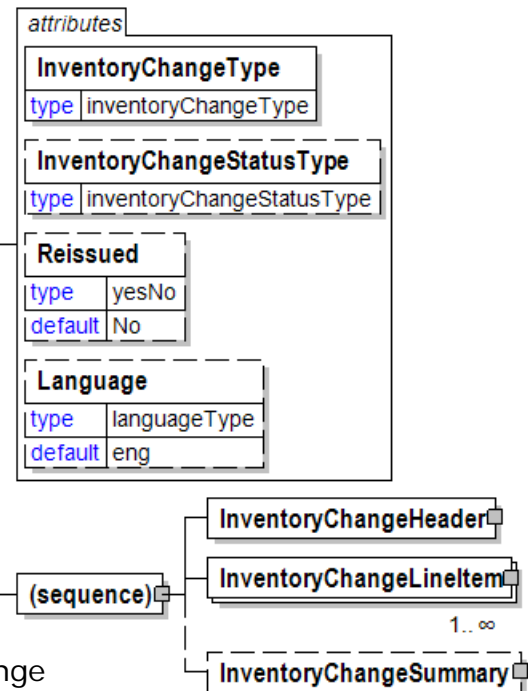 attributes
InventoryChangeType
type inventoryChangeType
InventoryChangeStatusType
type inventoryChangeStatusType
Reissued
type yesNo
default No
Language
type languageType
default eng
InventoryChangeHeader
(sequence)
InventoryChangeLineItem
1.. ∞
nge
InventoryChangeSummary